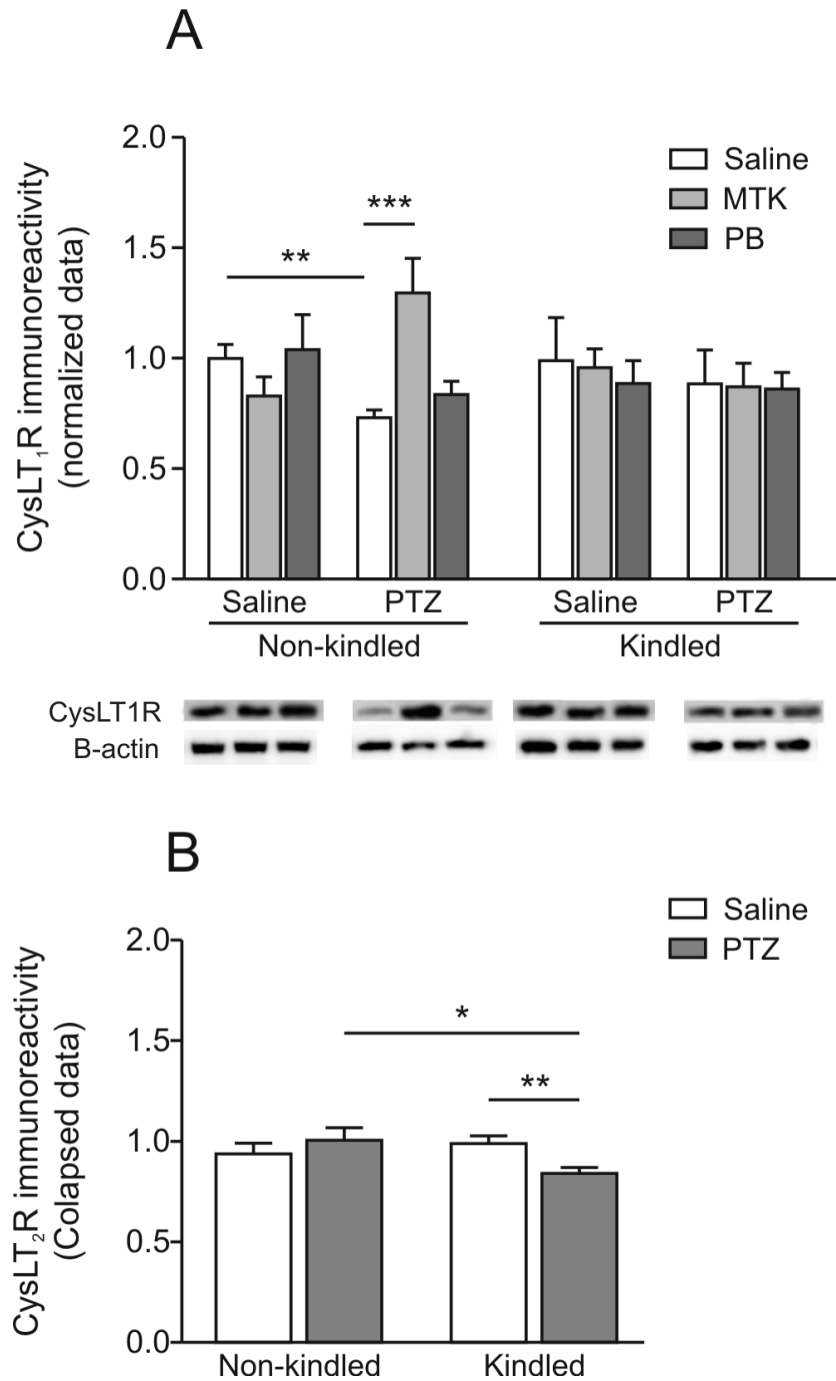 A
CysLT₁R immunoreactivity
(normalized data)
2.0
1.5
1.0
0.5
0.0
Saline
MTK
PB
**
***
Saline PTZ Saline PTZ
Non-kindled Kindled
CysLT1R
B-actin
B
CysLT₂R immunoreactivity
(Colapsed data)
2.0
1.5
1.0
0.5
0.0
Saline
PTZ
*
**
Non-kindled Kindled